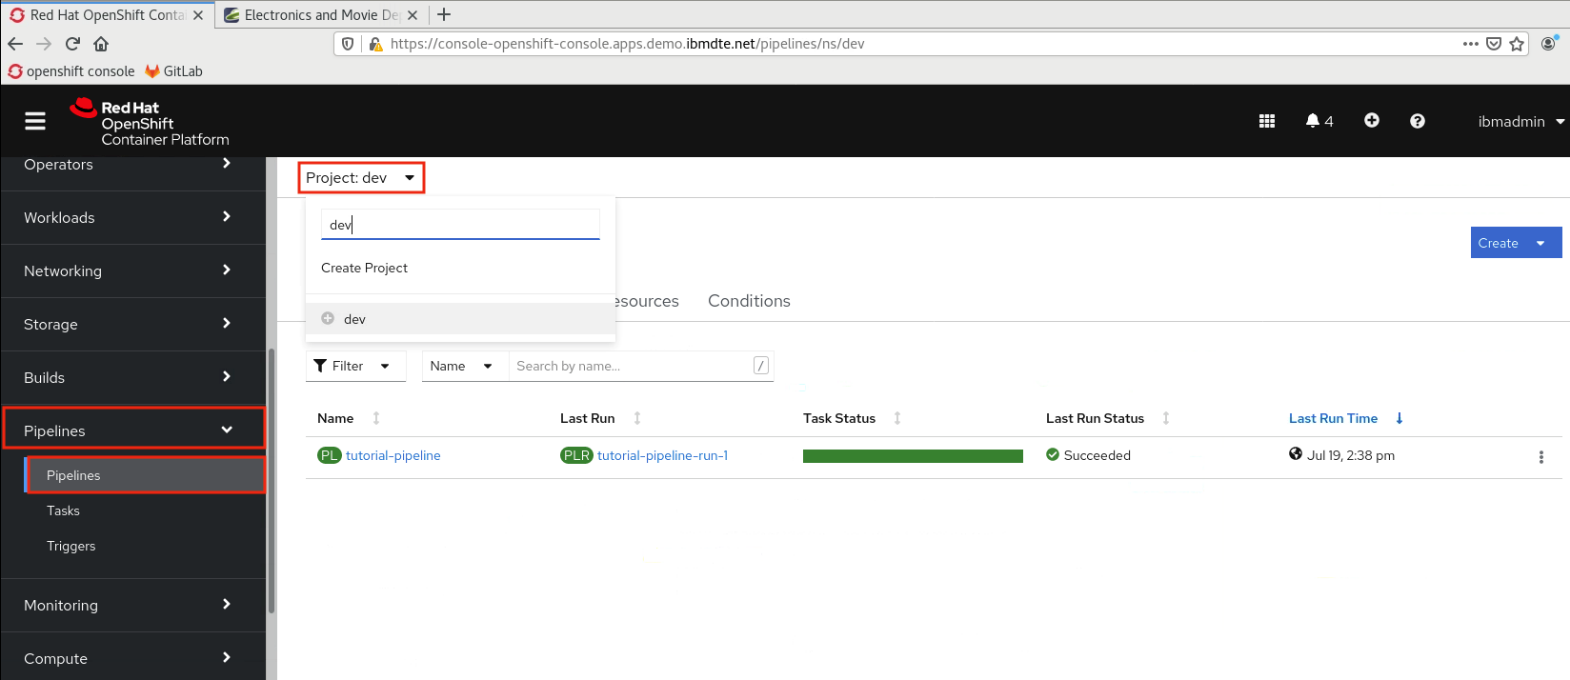 Red Hat OpenShift Conta
Electronics and Movie De
https://console-openshift-console.apps.demo.ibmdte.net/pipelines/ns/dev
openshift console
GitLab
Red Hat
OpenShift
Container Platform
4
ibmadmin
Operators
Workloads
Networking
Storage
Builds
Pipelines
Pipelines
Tasks
Triggers
Monitoring
Compute
Project: dev
dev
Create Project
dev
Create
esources
Conditions
Filter
Name
Search by name...
/
Name
Last Run
Task Status
Last Run Status
Last Run Time
PL tutorial-pipeline
PLR tutorial-pipeline-run-1
Succeeded
Jul 19, 2:38 pm